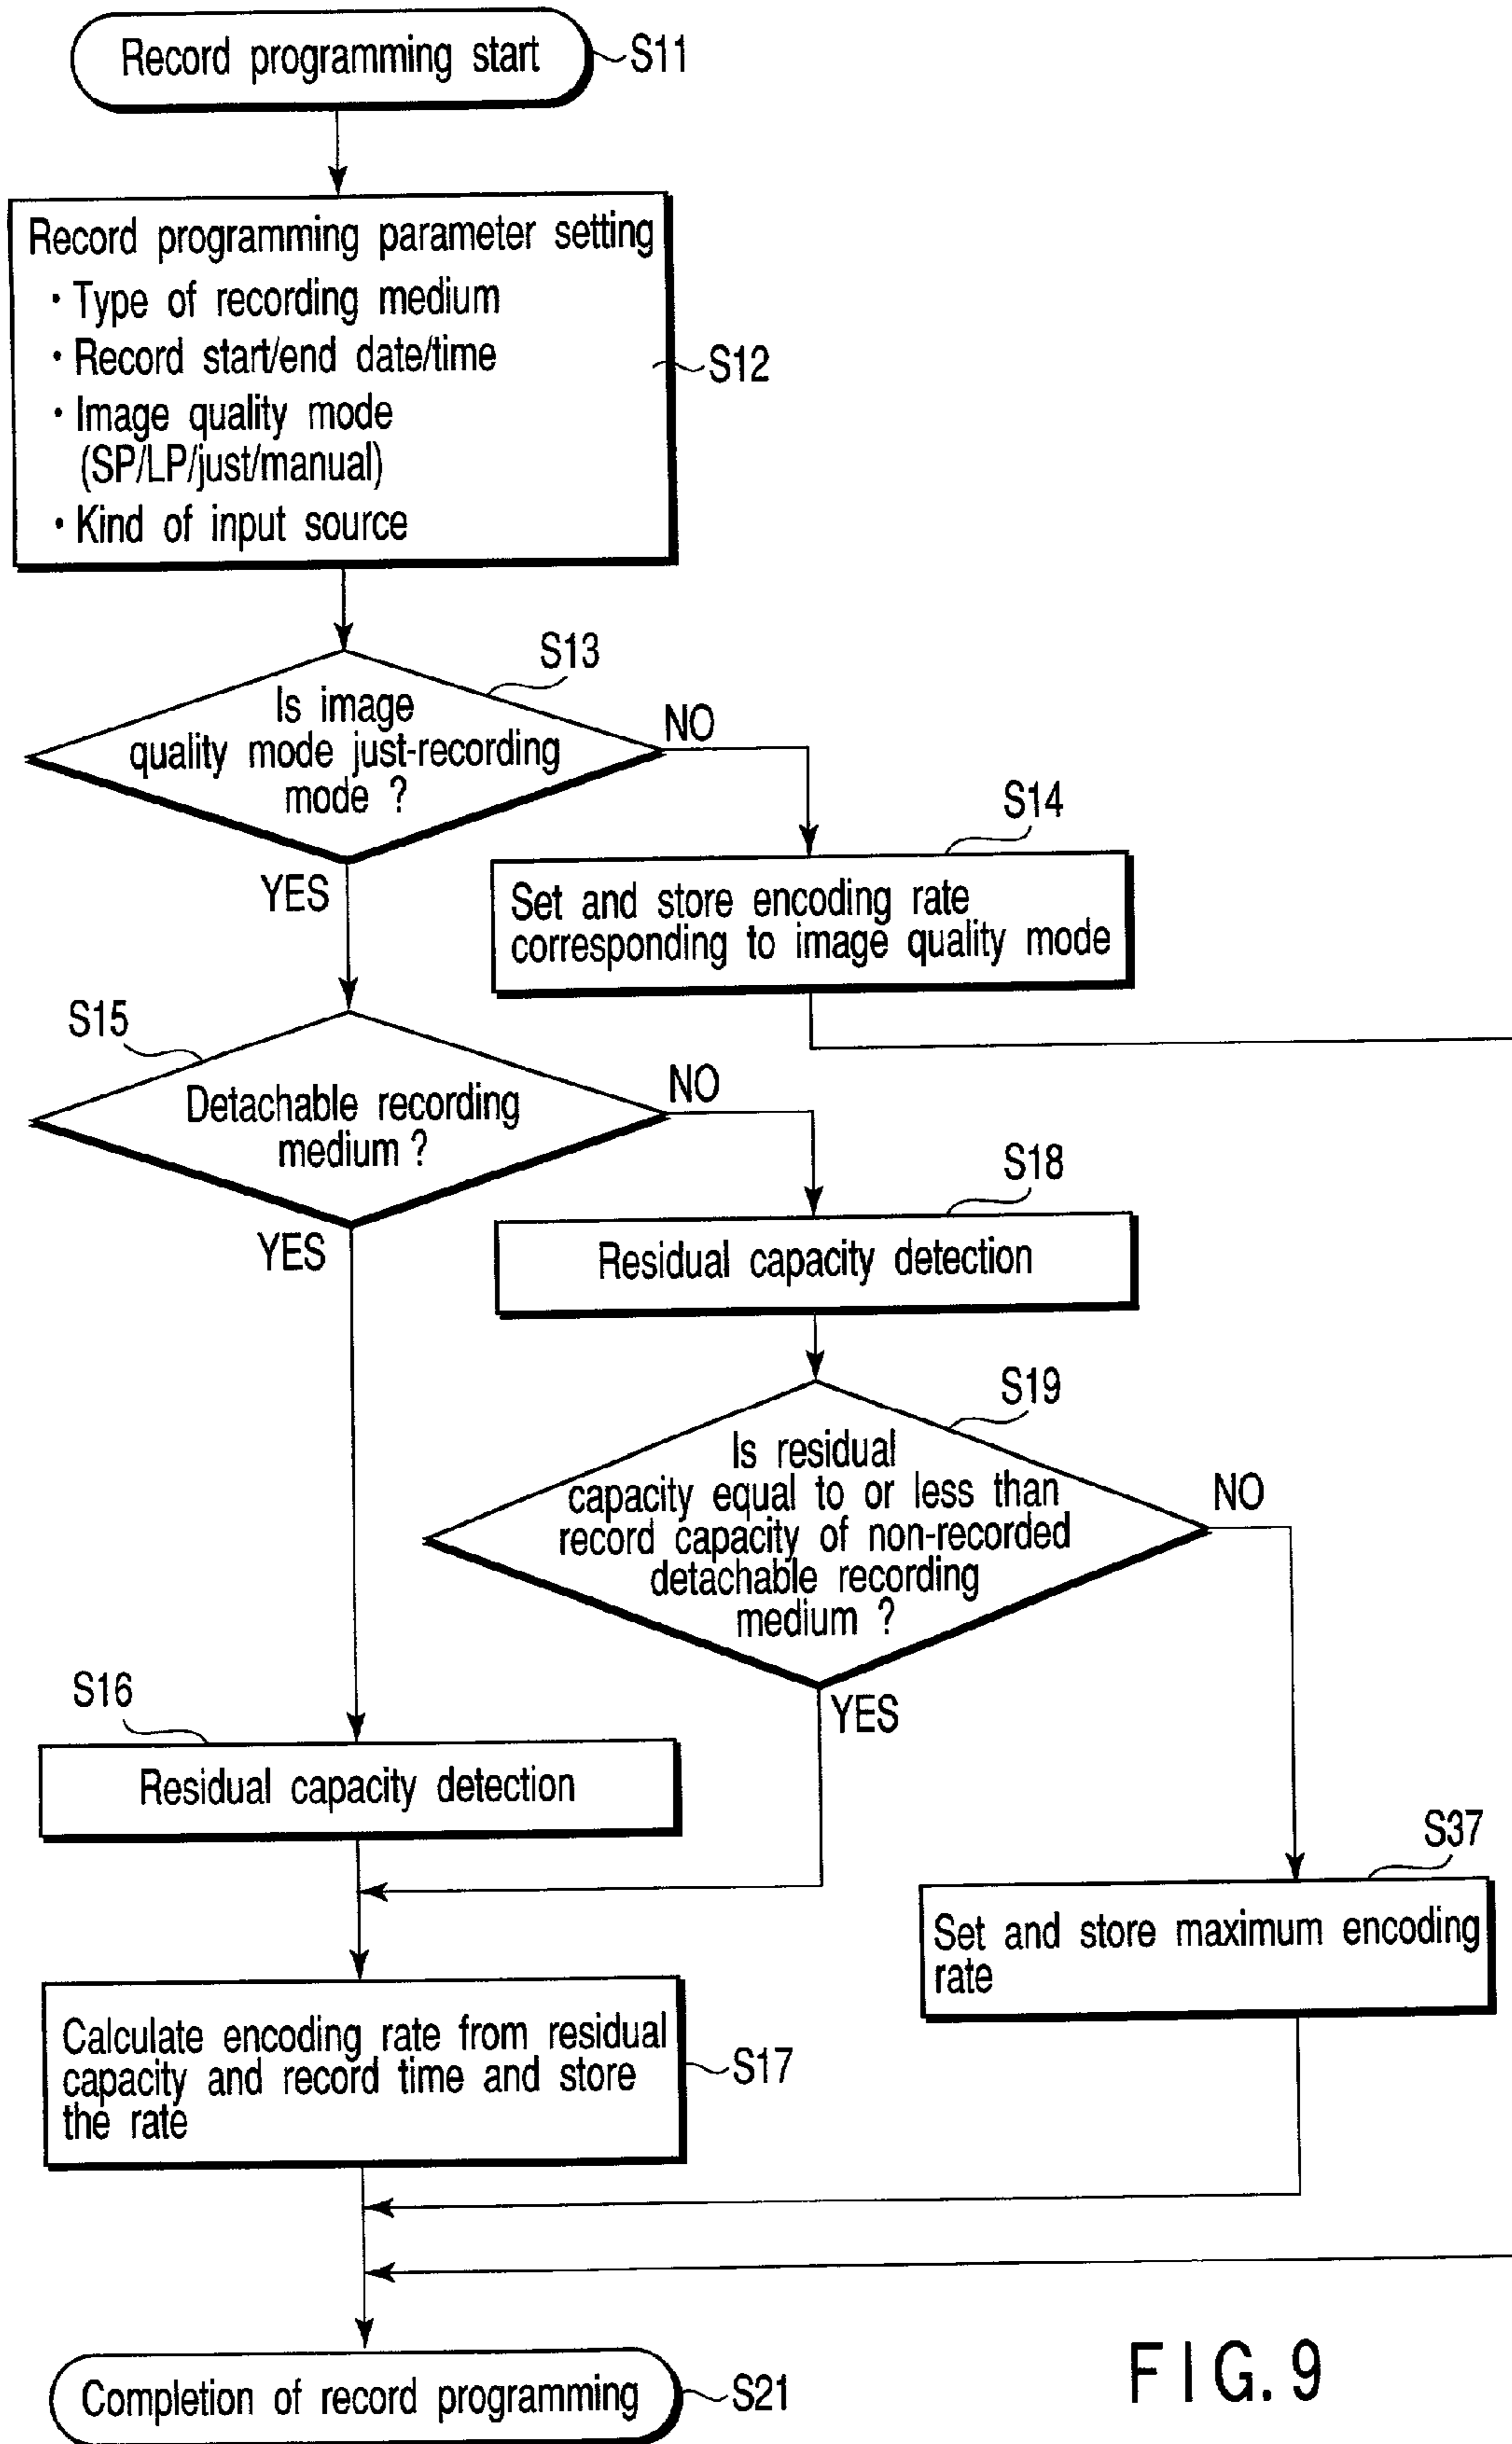 Record programming start
S11
Record programming parameter setting
· Type of recording medium
· Record start/end date/time
· Image quality mode
(SP/LP/just/manual)
· Kind of input source
S12
S13
Is image
quality mode just-recording
mode ?
NO
YES
S14
Set and store encoding rate
corresponding to image quality mode
S15
Detachable recording
medium ?
NO
YES
S18
Residual capacity detection
S19
Is residual
capacity equal to or less than
record capacity of non-recorded
detachable recording
medium ?
NO
YES
S16
Residual capacity detection
S37
Set and store maximum encoding
rate
Calculate encoding rate from residual
capacity and record time and store
the rate
S17
Completion of record programming
S21
FIG. 9